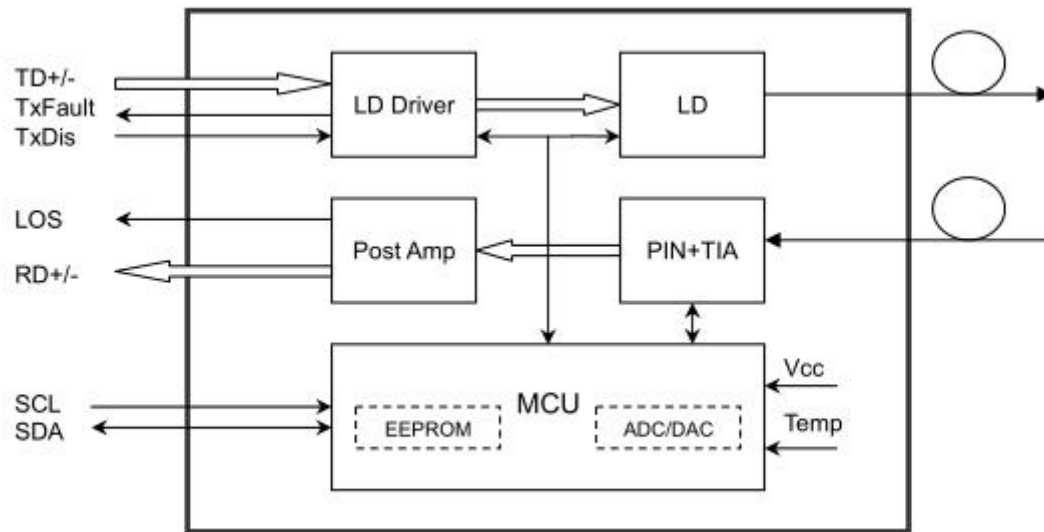 TD+/-
TxFault
TxDis
LD Driver
LD
LOS
RD+/-
Post Amp
PIN+TIA
SCL
SDA
MCU
EEPROM
ADC/DAC
Vcc
Temp